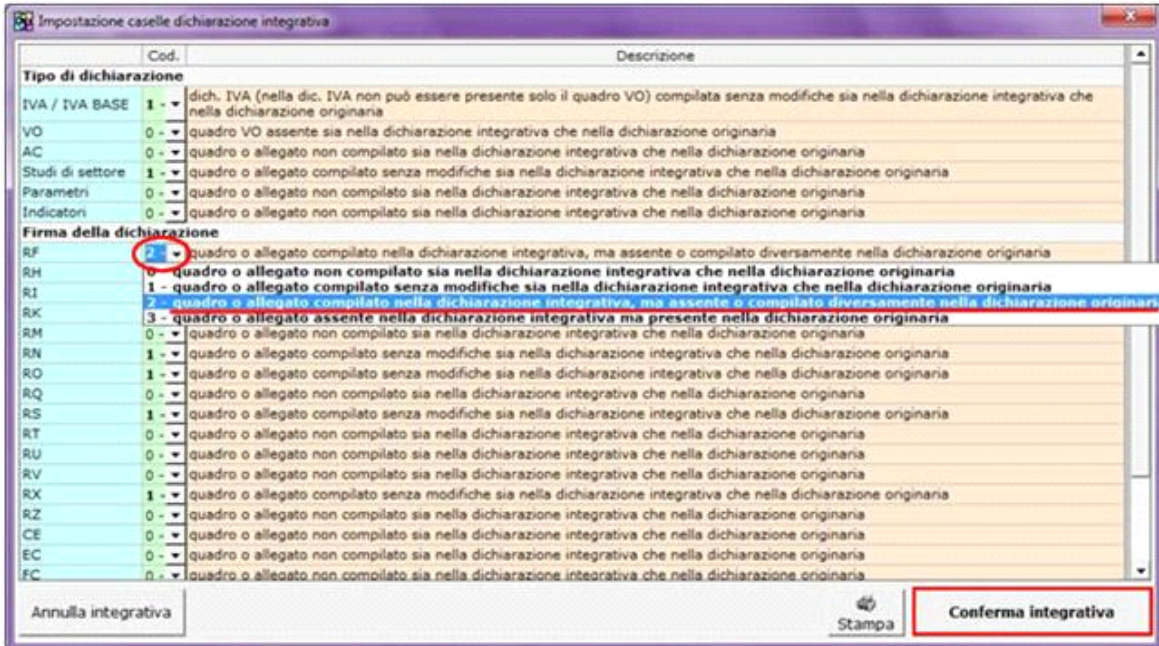 Impostazione caselle dichiarazione integrativa
Cod. Descrizione
Tipo di dichiarazione
IVA / IVA BASE 1 - dich. IVA (nella dic. IVA non può essere presente solo il quadro VO) compilata senza modifiche sia nella dichiarazione integrativa che
nella dichiarazione originaria
VO 0 - quadro VO assente sia nella dichiarazione integrativa che nella dichiarazione originaria
AC 0 - quadro o allegato non compilato sia nella dichiarazione integrativa che nella dichiarazione originaria
Studi di settore 1 - quadro o allegato compilato senza modifiche sia nella dichiarazione integrativa che nella dichiarazione originaria
Parametri 0 - quadro o allegato non compilato sia nella dichiarazione integrativa che nella dichiarazione originaria
Indicatori 0 - quadro o allegato non compilato sia nella dichiarazione integrativa che nella dichiarazione originaria
Firma della dichiarazione
RF 2 - quadro o allegato compilato nella dichiarazione integrativa, ma assente o compilato diversamente nella dichiarazione originaria
RH 0 - quadro o allegato non compilato sia nella dichiarazione integrativa che nella dichiarazione originaria
RI 1 - quadro o allegato compilato senza modifiche sia nella dichiarazione integrativa che nella dichiarazione originaria
RK 2 - quadro o allegato compilato nella dichiarazione integrativa, ma assente o compilato diversamente nella dichiarazione originari
3 - quadro o allegato assente nella dichiarazione integrativa ma presente nella dichiarazione originaria
RM 0 - quadro o allegato non compilato sia nella dichiarazione integrativa che nella dichiarazione originaria
RN 1 - quadro o allegato compilato senza modifiche sia nella dichiarazione integrativa che nella dichiarazione originaria
RO 1 - quadro o allegato compilato senza modifiche sia nella dichiarazione integrativa che nella dichiarazione originaria
RQ 0 - quadro o allegato non compilato sia nella dichiarazione integrativa che nella dichiarazione originaria
RS 1 - quadro o allegato compilato senza modifiche sia nella dichiarazione integrativa che nella dichiarazione originaria
RT 0 - quadro o allegato non compilato sia nella dichiarazione integrativa che nella dichiarazione originaria
RU 0 - quadro o allegato non compilato sia nella dichiarazione integrativa che nella dichiarazione originaria
RV 0 - quadro o allegato non compilato sia nella dichiarazione integrativa che nella dichiarazione originaria
RX 1 - quadro o allegato compilato senza modifiche sia nella dichiarazione integrativa che nella dichiarazione originaria
RZ 0 - quadro o allegato non compilato sia nella dichiarazione integrativa che nella dichiarazione originaria
CE 0 - quadro o allegato non compilato sia nella dichiarazione integrativa che nella dichiarazione originaria
EC 0 - quadro o allegato non compilato sia nella dichiarazione integrativa che nella dichiarazione originaria
FC 0 - quadro o allegato non compilato sia nella dichiarazione integrativa che nella dichiarazione originaria
Annulla integrativa
Stampa
Conferma integrativa